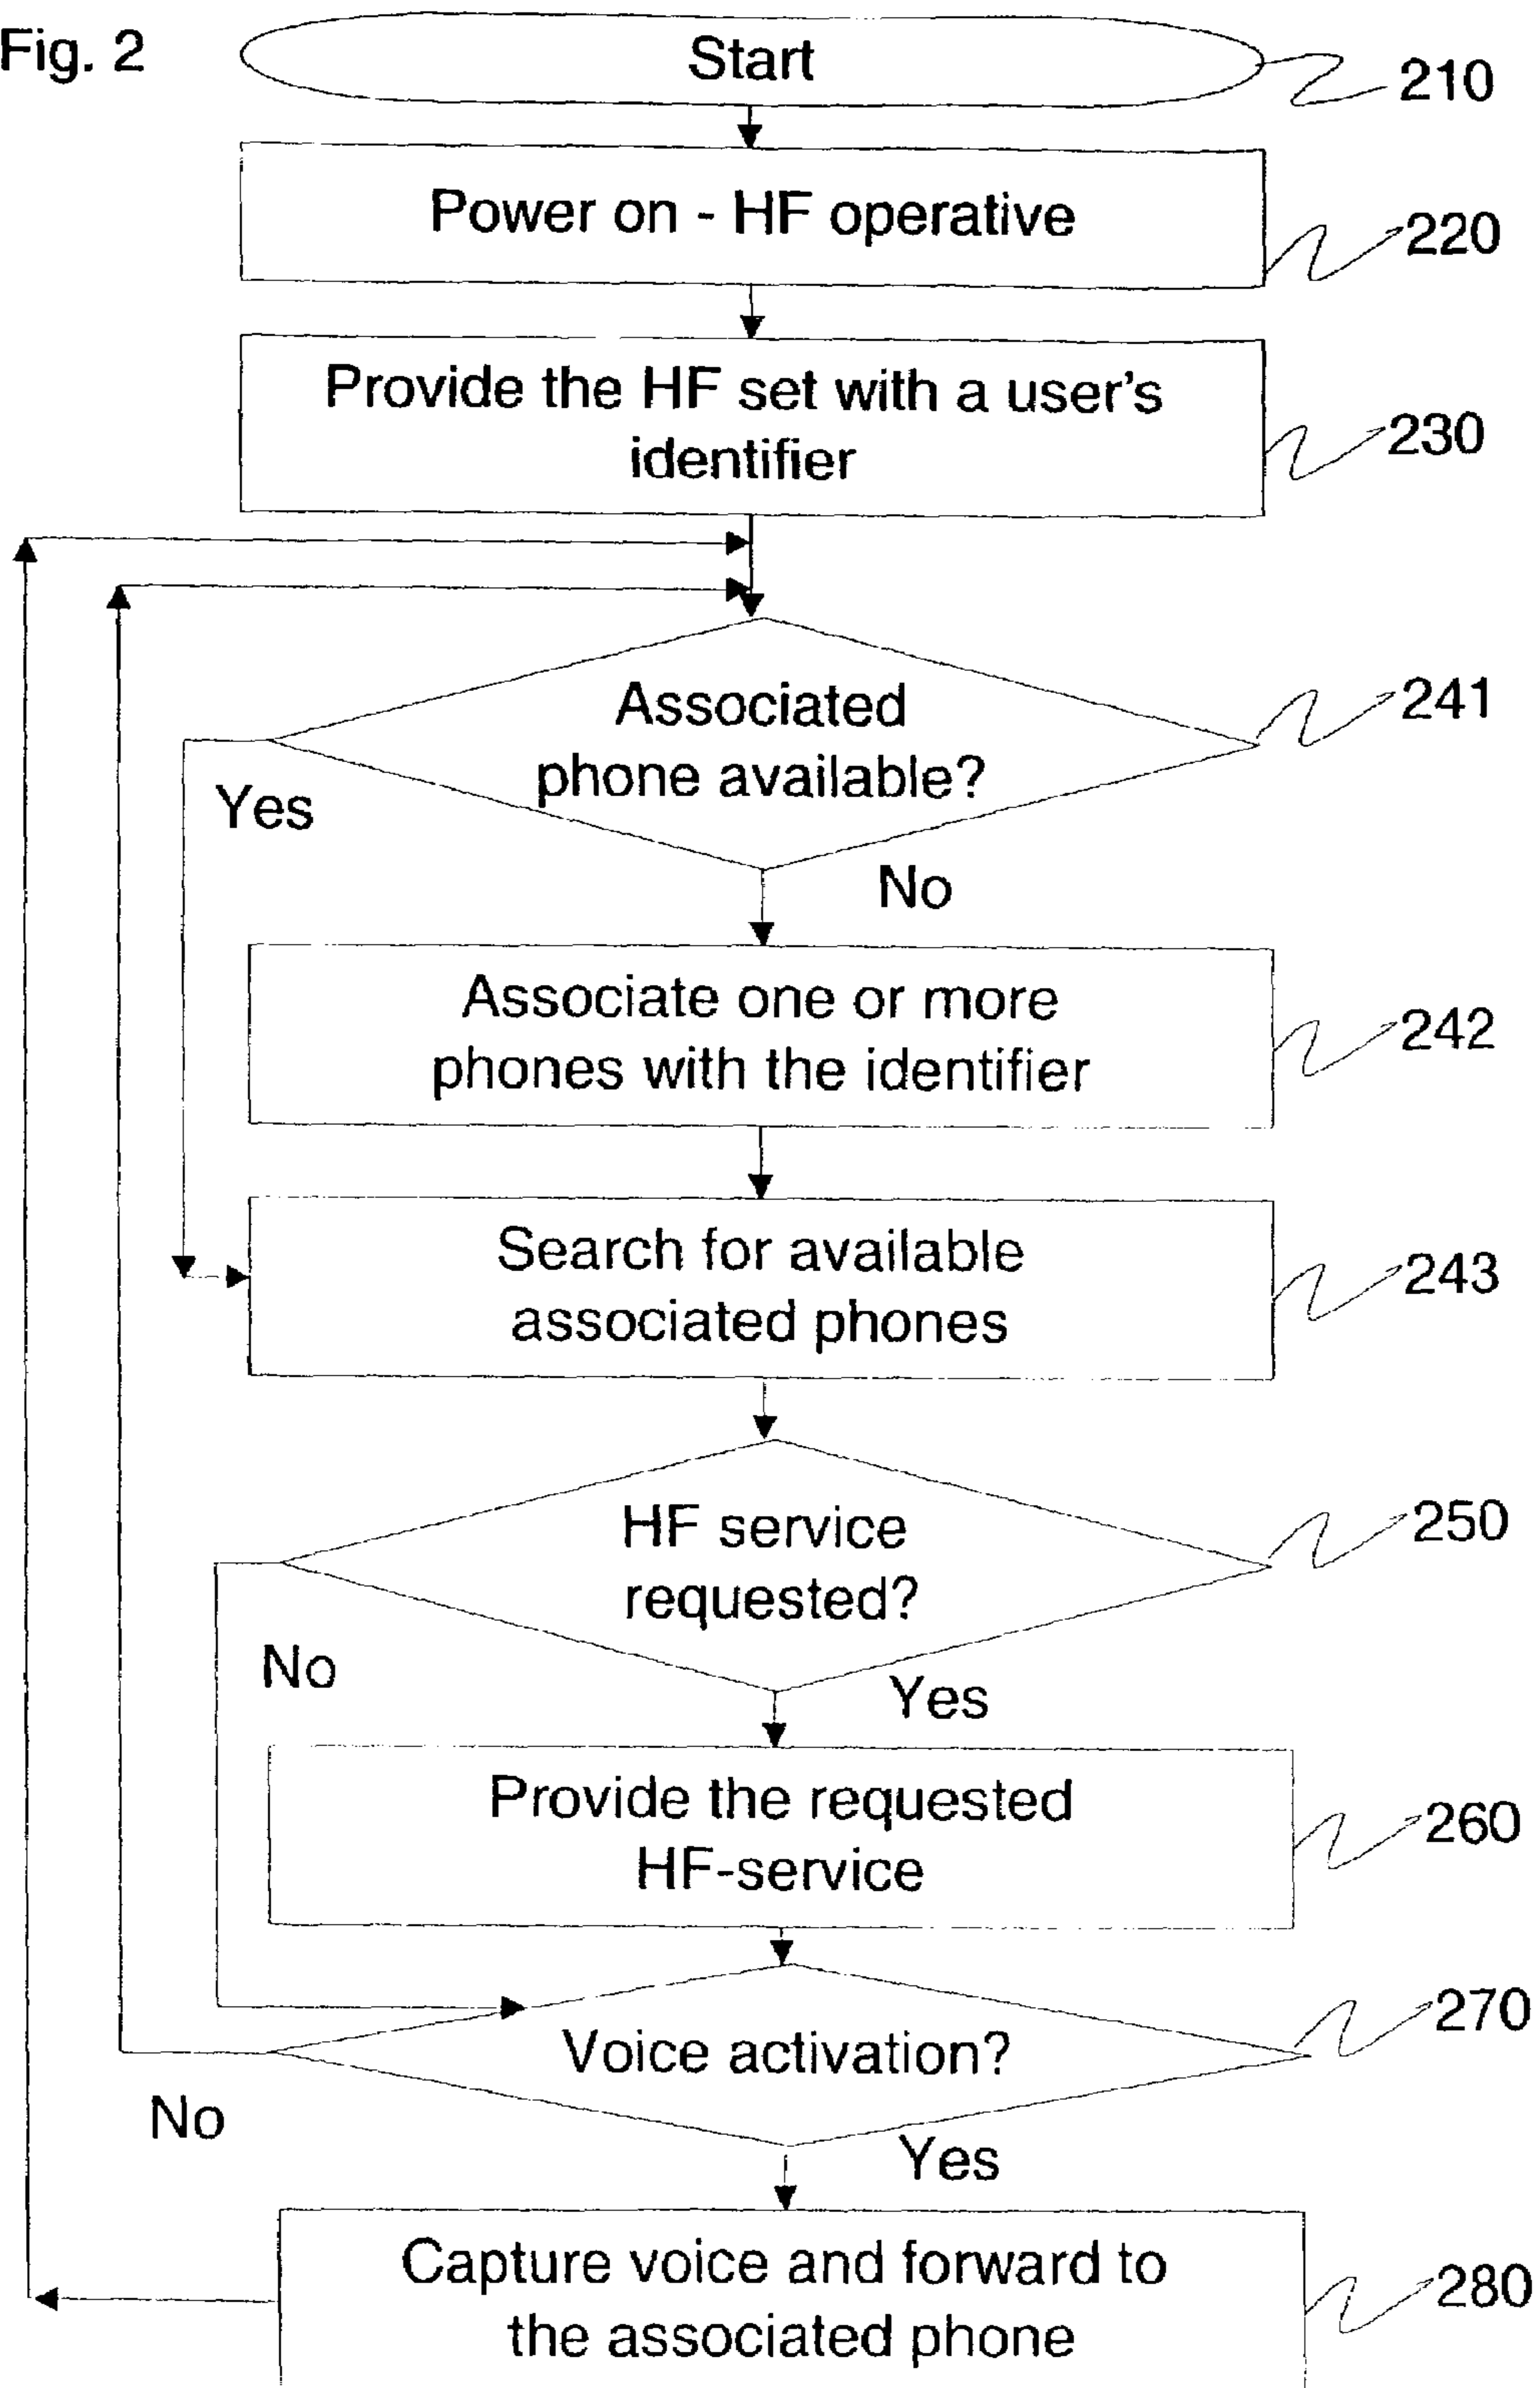 Fig. 2
Start
210
Power on - HF operative
220
Provide the HF set with a user's
identifier
230
Associated
phone available?
241
Yes
No
Associate one or more
phones with the identifier
242
Search for available
associated phones
243
HF service
requested?
250
No
Yes
Provide the requested
HF-service
260
Voice activation?
270
No
Yes
Capture voice and forward to
the associated phone
280